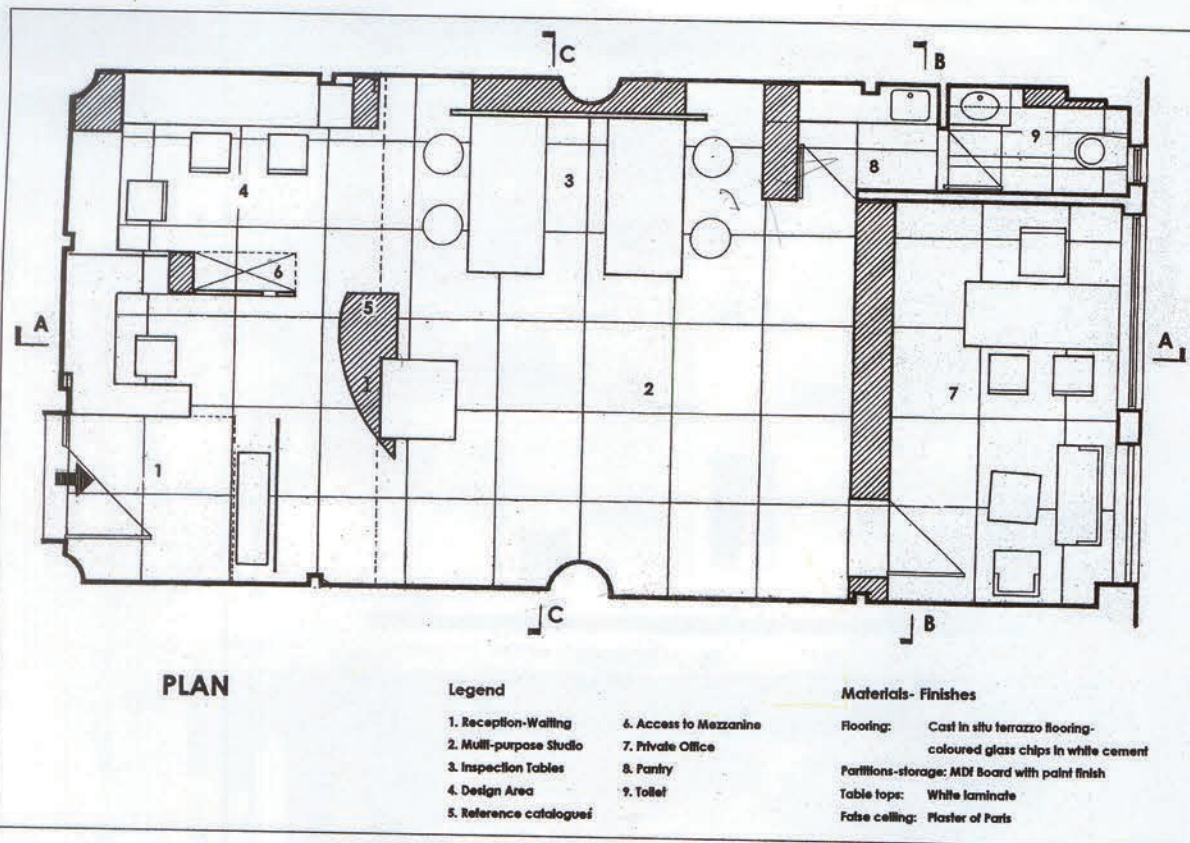 C
B
9
8
3
4
6
5
A
A
2
7
1
C
B
PLAN
Legend
1. Reception-Waiting
2. Multi-purpose Studio
3. Inspection Tables
4. Design Area
5. Reference catalogues
6. Access to Mezzanine
7. Private Office
8. Pantry
9. Toilet
Materials- Finishes
Flooring: Cast in situ terrazzo flooring-
coloured glass chips in white cement
Partitions-storage: MDf Board with paint finish
Table tops: White laminate
False ceiling: Plaster of Paris